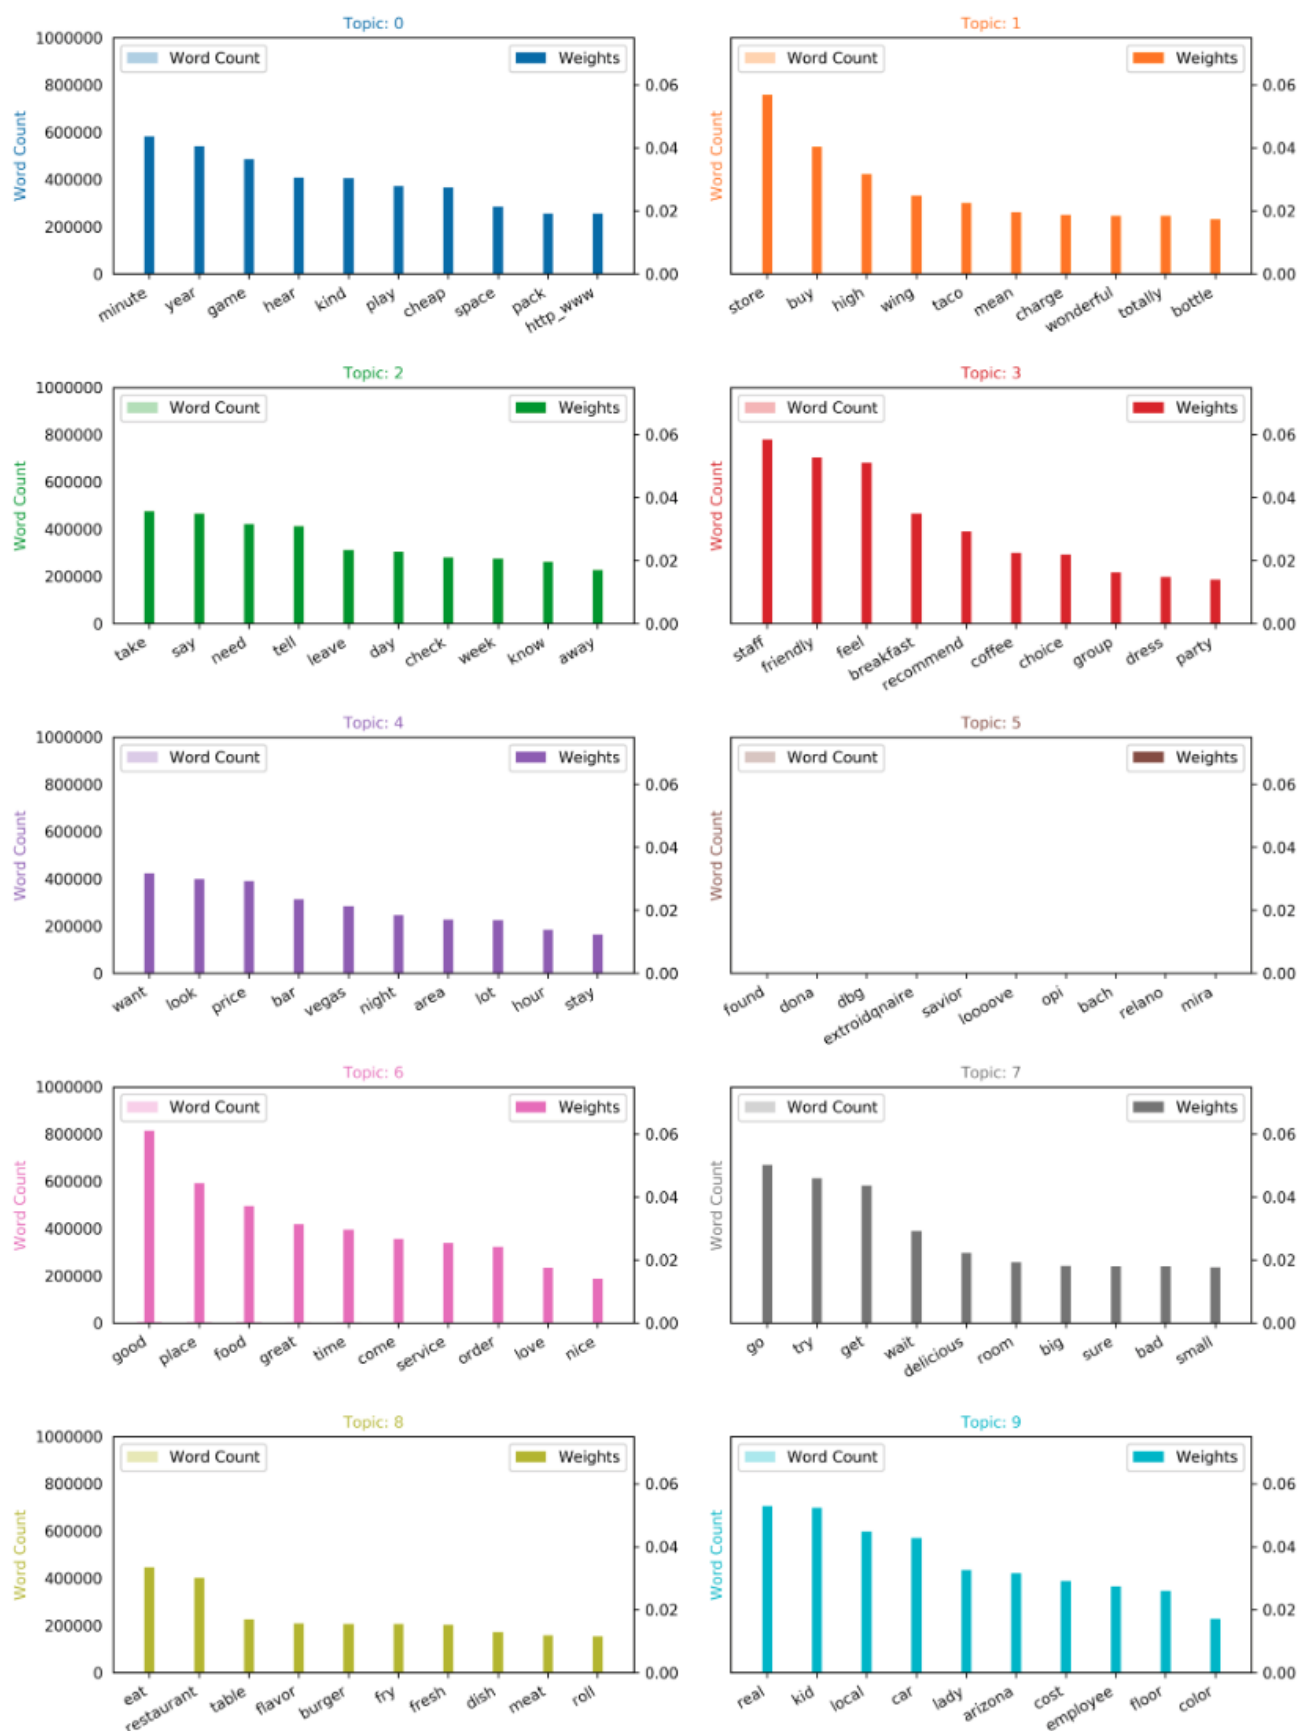 Topic: 0
1000000
800000
600000
400000
200000
0
Word Count
Word Count
Weights
0.06
0.04
0.02
0.00
minute year game hear kind play cheap space pack http_www
Topic: 1
Word Count
Word Count
Weights
0.06
0.04
0.02
0.00
store buy high wing taco mean charge wonderful totally bottle
Topic: 2
1000000
800000
600000
400000
200000
0
Word Count
Word Count
Weights
0.06
0.04
0.02
0.00
take say need tell leave day check week know away
Topic: 3
Word Count
Word Count
Weights
0.06
0.04
0.02
0.00
staff friendly feel breakfast recommend coffee choice group dress party
Topic: 4
1000000
800000
600000
400000
200000
0
Word Count
Word Count
Weights
0.06
0.04
0.02
0.00
want look price bar vegas night area lot hour stay
Topic: 5
Word Count
Word Count
Weights
0.06
0.04
0.02
0.00
found dona dbg extroidqnaire savior loooove opi bach relano mira
Topic: 6
1000000
800000
600000
400000
200000
0
Word Count
Word Count
Weights
0.06
0.04
0.02
0.00
good place food great time come service order love nice
Topic: 7
Word Count
Word Count
Weights
0.06
0.04
0.02
0.00
go try get wait delicious room big sure bad small
Topic: 8
1000000
800000
600000
400000
200000
0
Word Count
Word Count
Weights
0.06
0.04
0.02
0.00
eat restaurant table flavor burger fry fresh dish meat roll
Topic: 9
Word Count
Word Count
Weights
0.06
0.04
0.02
0.00
real kid local car lady arizona cost employee floor color